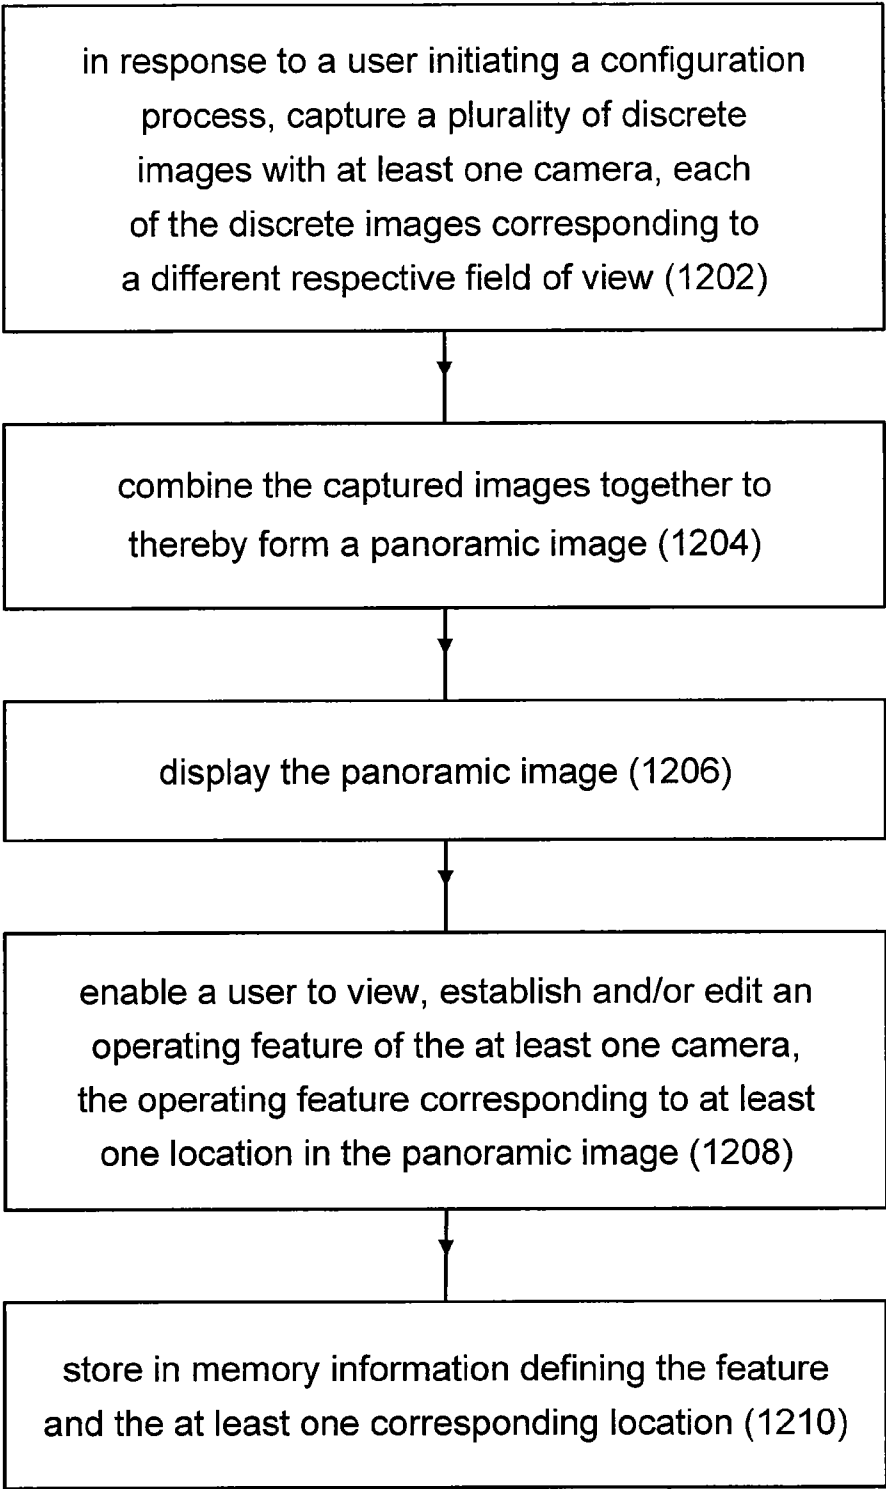 in response to a user initiating a configuration
process, capture a plurality of discrete
images with at least one camera, each
of the discrete images corresponding to
a different respective field of view (1202)
combine the captured images together to
thereby form a panoramic image (1204)
display the panoramic image (1206)
enable a user to view, establish and/or edit an
operating feature of the at least one camera,
the operating feature corresponding to at least
one location in the panoramic image (1208)
store in memory information defining the feature
and the at least one corresponding location (1210)